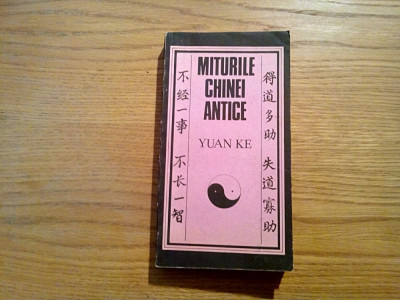 MITURILE
CHINEI
ANTICE
YUAN KE
得道多助 失道寡助
不经一事 不长一智